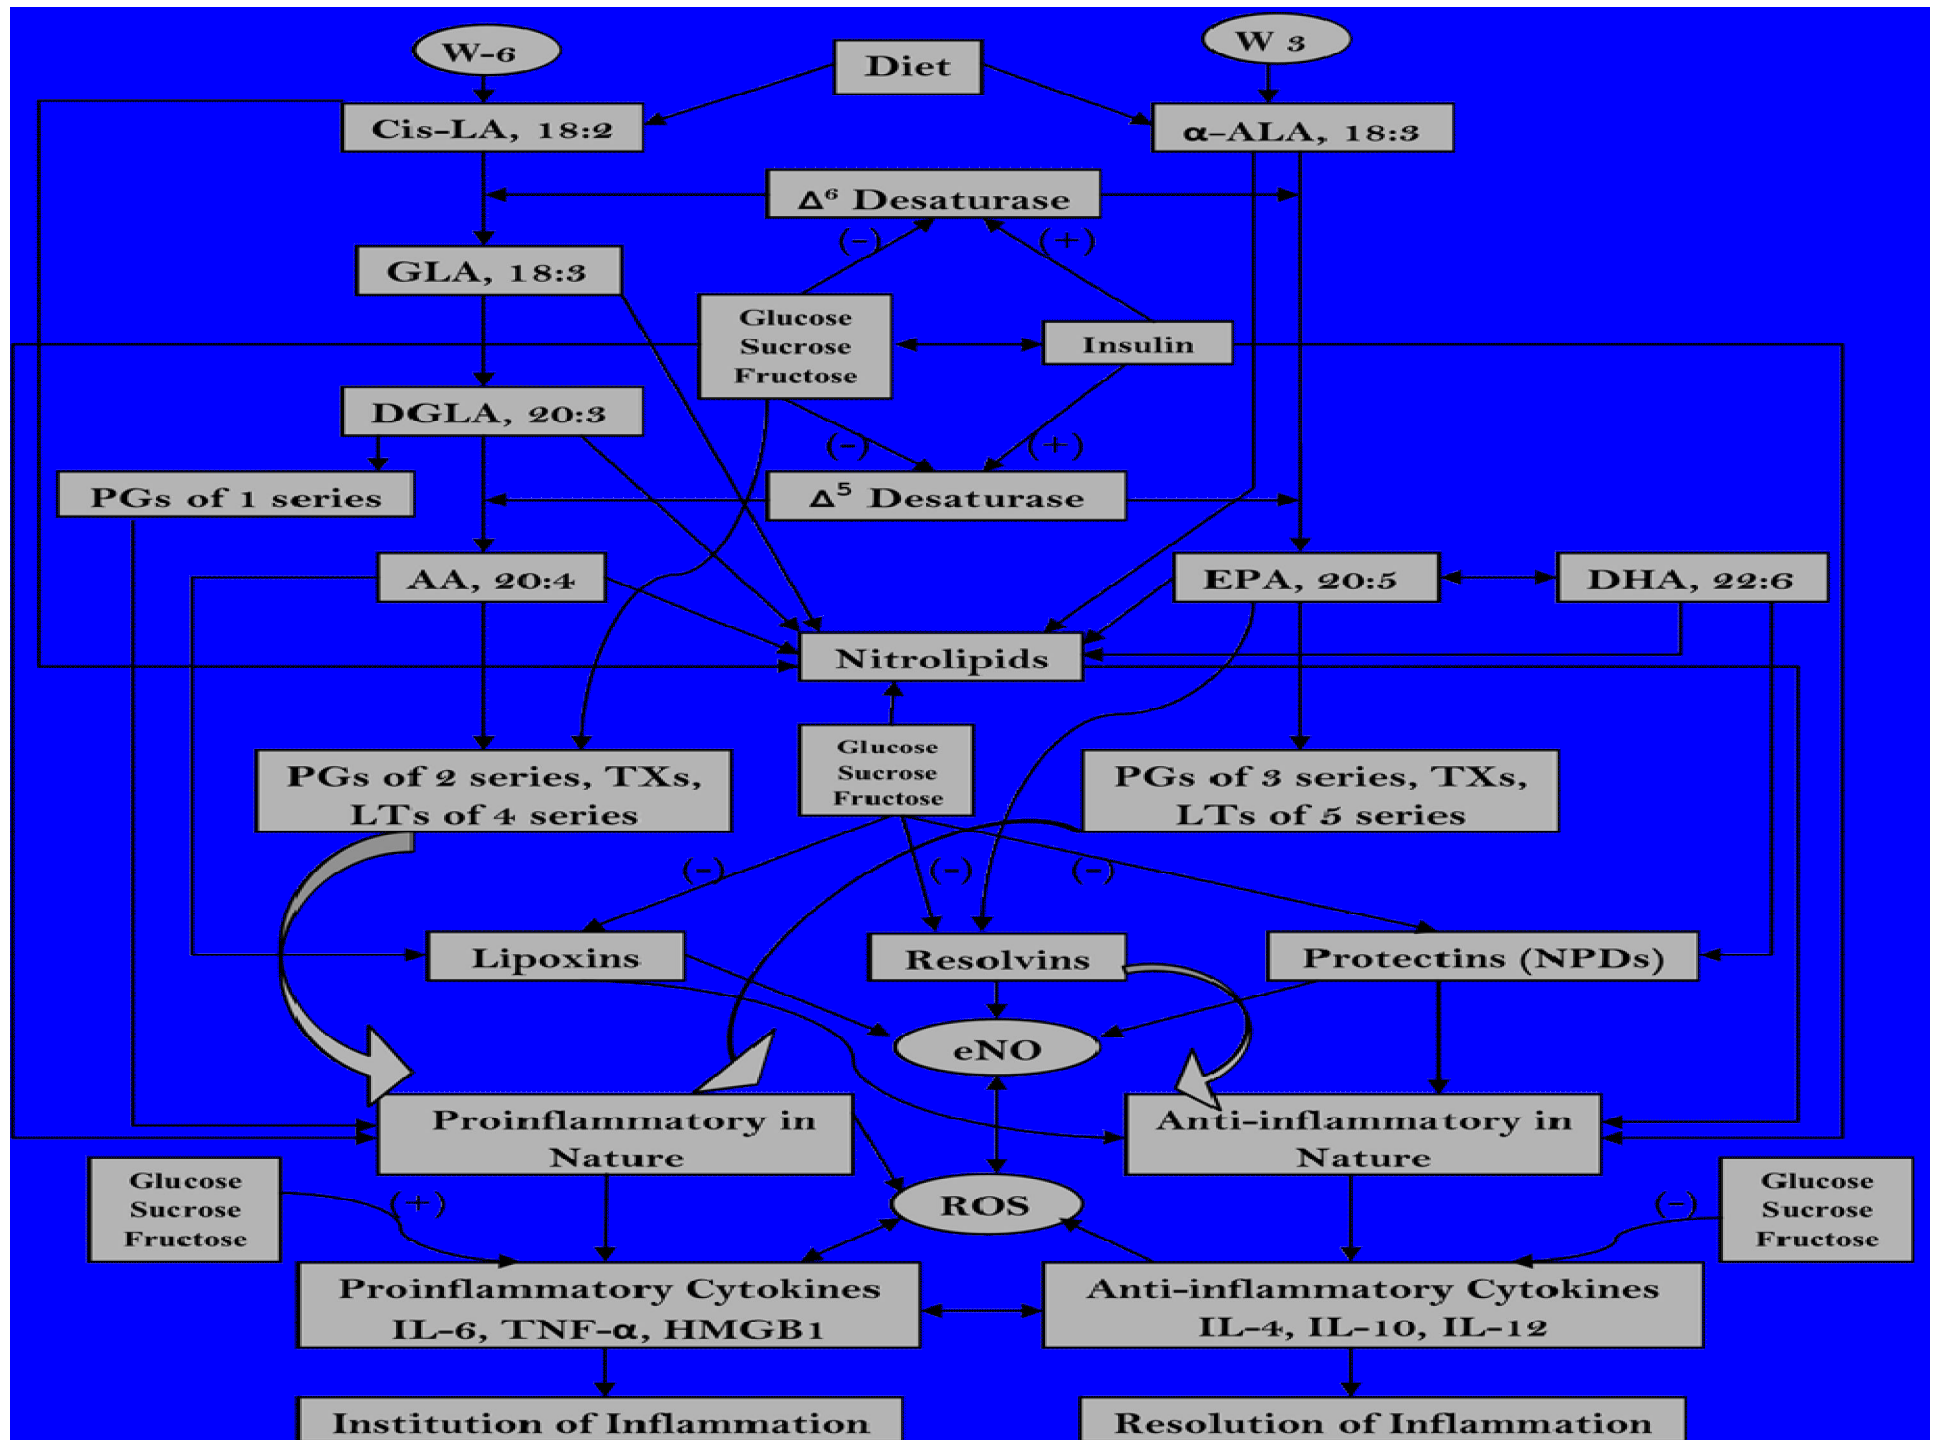 W-6
Diet
W 3
Cis-LA, 18:2
α-ALA, 18:3
Δ⁶ Desaturase
(-)
(+)
GLA, 18:3
Glucose
Sucrose
Fructose
Insulin
DGLA, 20:3
(-)
(+)
PGs of 1 series
Δ⁵ Desaturase
AA, 20:4
EPA, 20:5
DHA, 22:6
Nitrolipids
PGs of 2 series, TXs,
LTs of 4 series
Glucose
Sucrose
Fructose
PGs of 3 series, TXs,
LTs of 5 series
(-)
(-)
(-)
Lipoxins
Resolvins
Protectins (NPDs)
eNO
Proinflammatory in
Nature
Anti-inflammatory in
Nature
Glucose
Sucrose
Fructose
(+)
ROS
(-)
Glucose
Sucrose
Fructose
Proinflammatory Cytokines
IL-6, TNF-α, HMGB1
Anti-inflammatory Cytokines
IL-4, IL-10, IL-12
Institution of Inflammation
Resolution of Inflammation